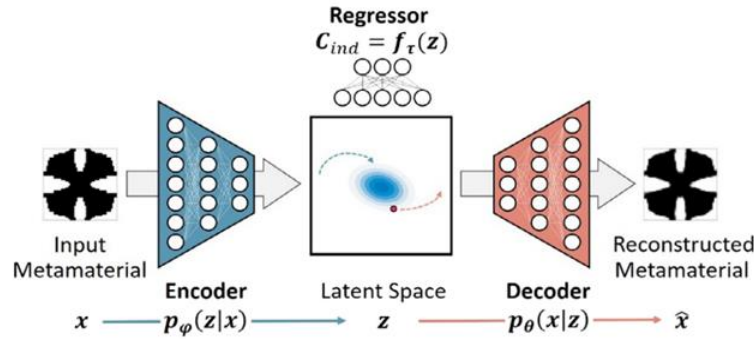 Regressor
C_ind = f_τ(z)
Input
Metamaterial
Reconstructed
Metamaterial
Encoder
Latent Space
Decoder
x
p_φ(z|x)
z
p_θ(x|z)
x̂